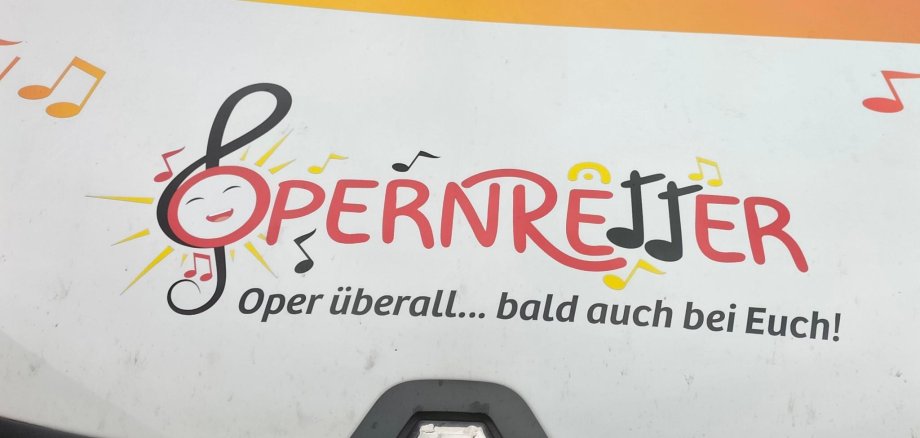 OPERNRETTER
Oper überall... bald auch bei Euch!